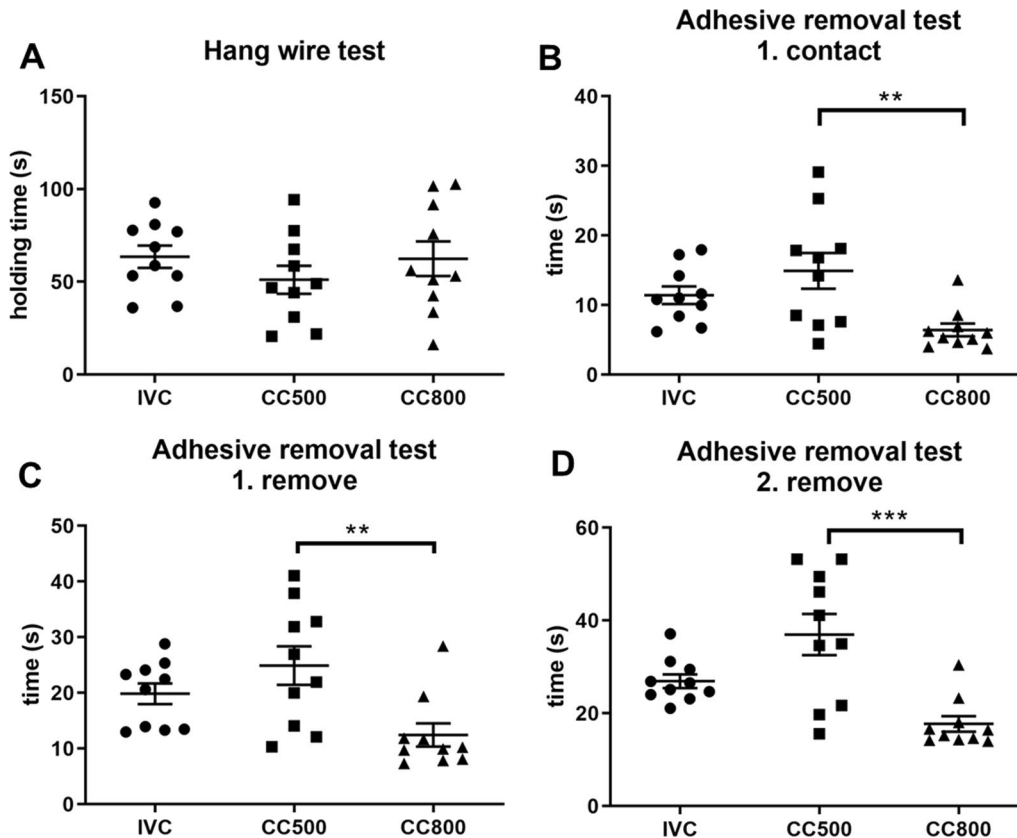 A
Hang wire test
150
100
50
0
holding time (s)
IVC
CC500
CC800
B
Adhesive removal test
1. contact
40
30
20
10
0
time (s)
**
IVC
CC500
CC800
C
Adhesive removal test
1. remove
50
40
30
20
10
0
time (s)
**
IVC
CC500
CC800
D
Adhesive removal test
2. remove
60
40
20
0
time (s)
***
IVC
CC500
CC800